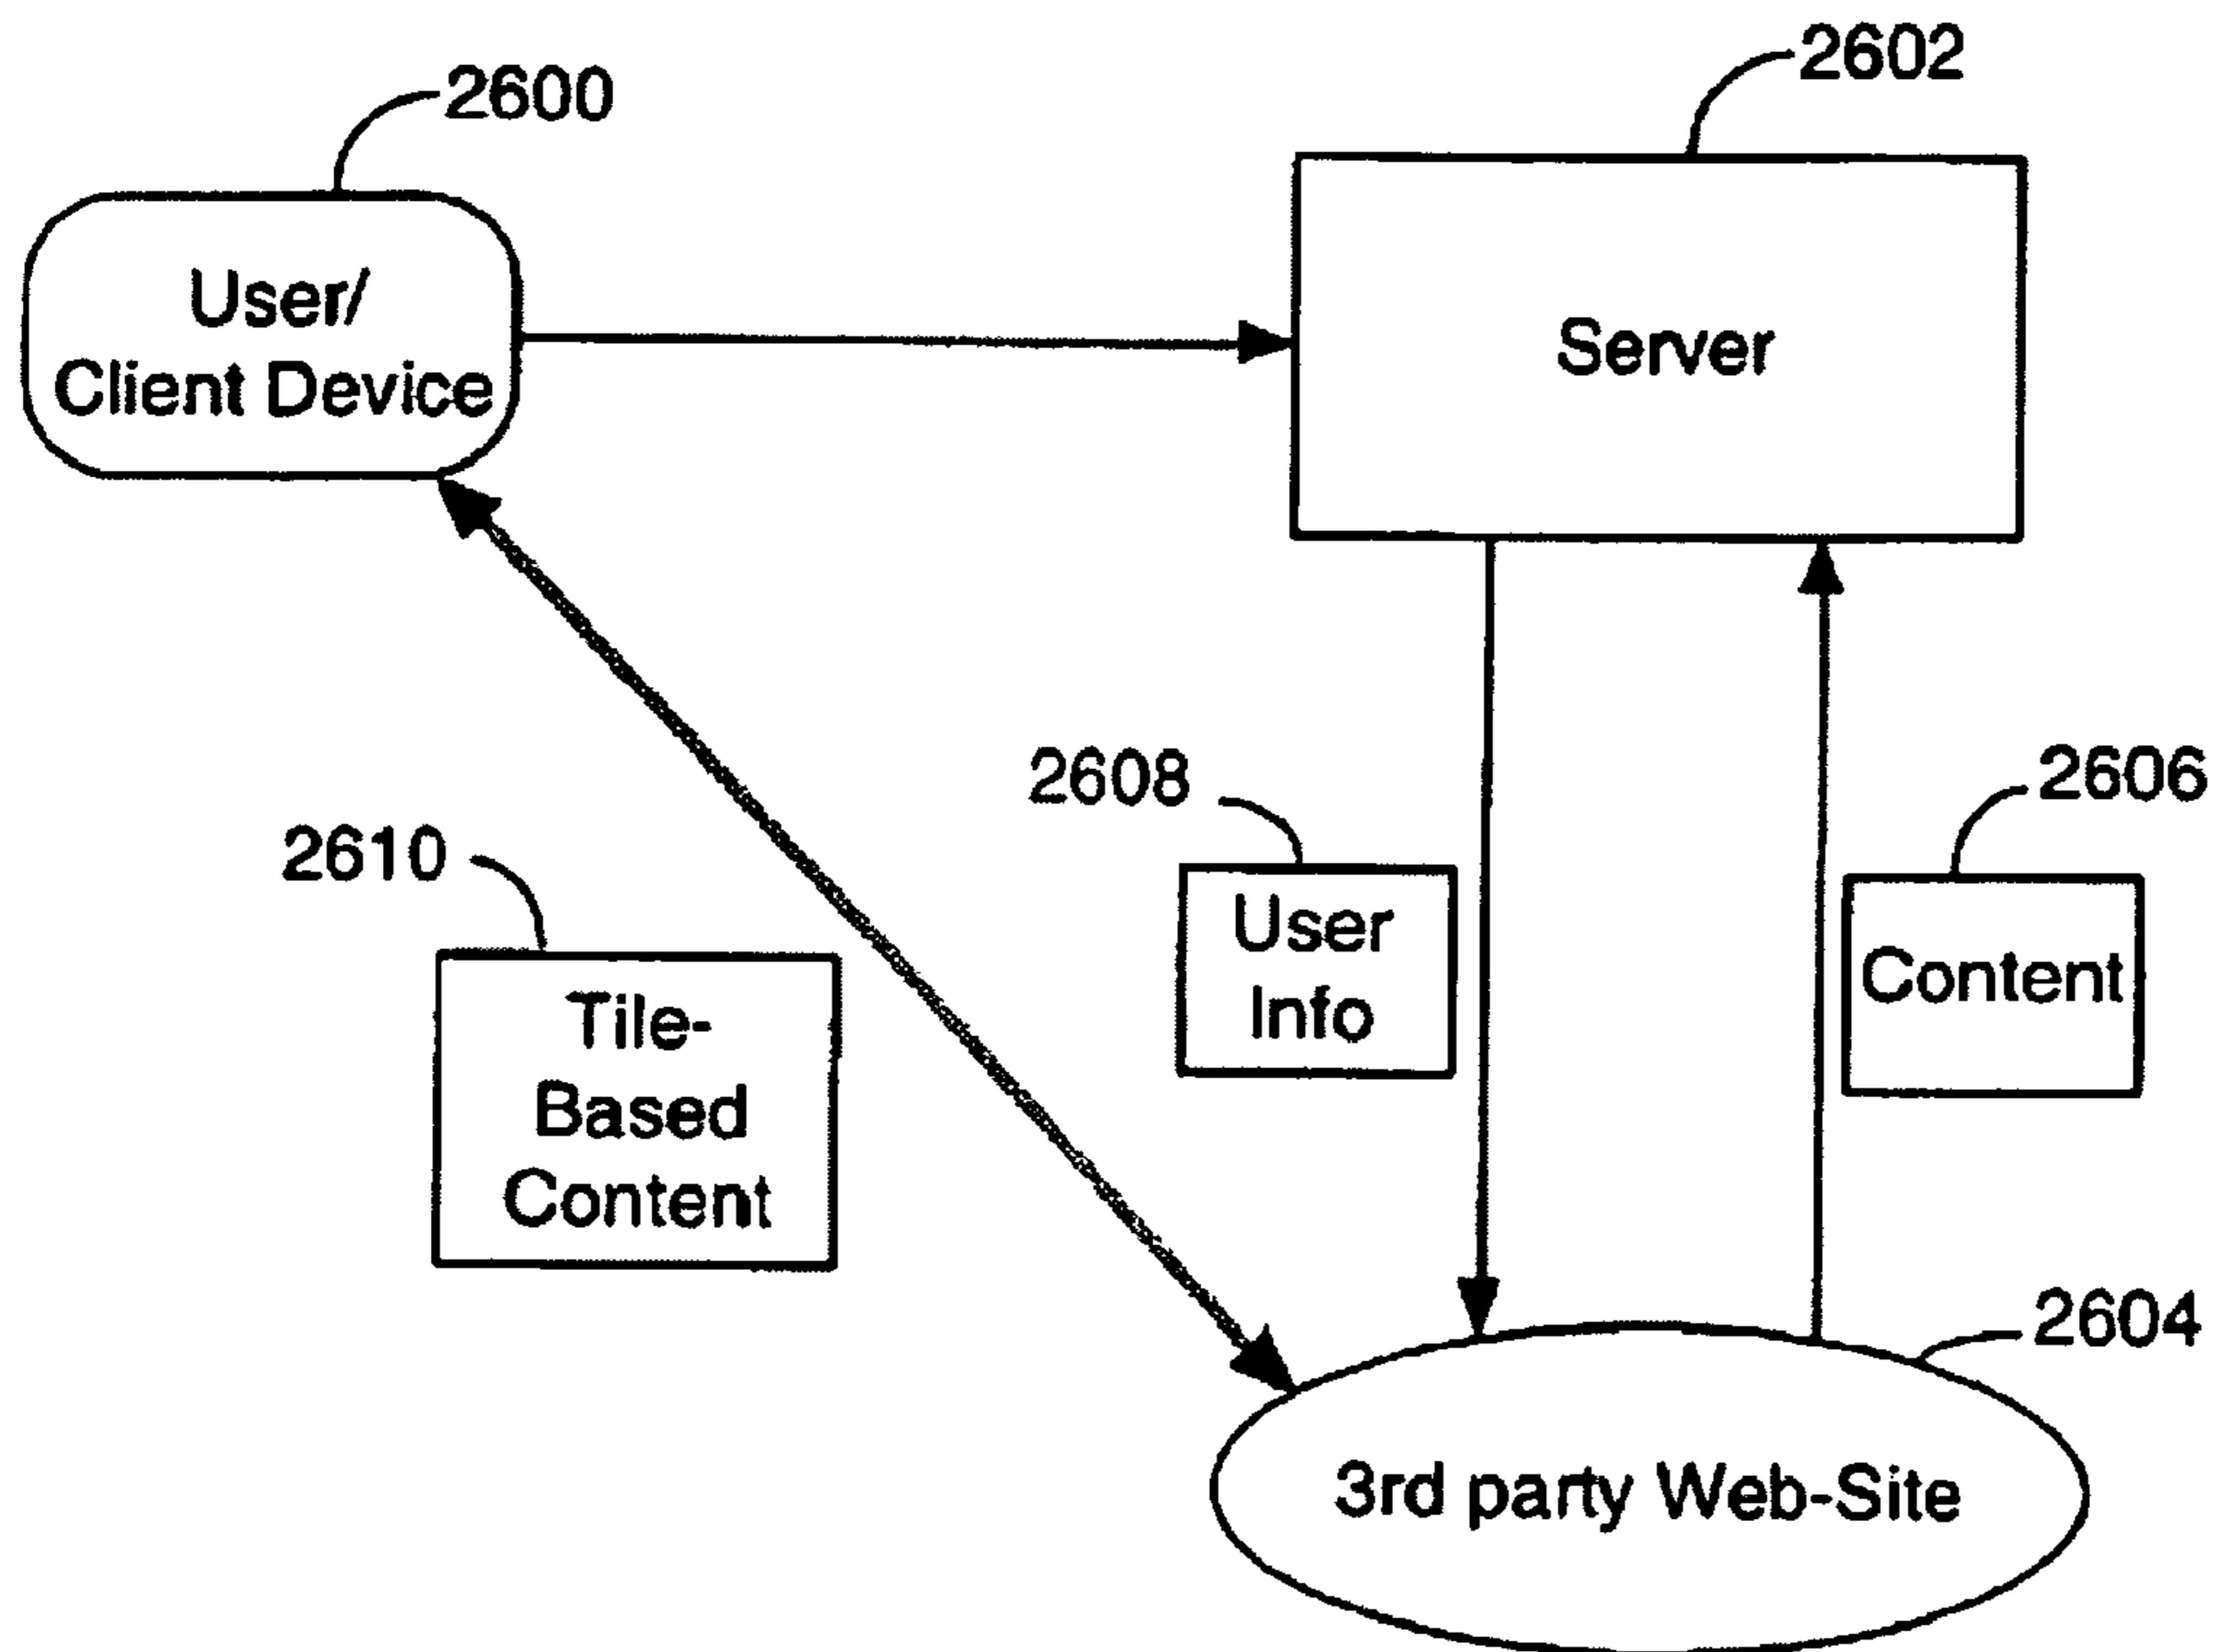 2600
2602
User/
Client Device
Server
2608
2606
2610
User
Info
Content
Tile-
Based
Content
2604
3rd party Web-Site